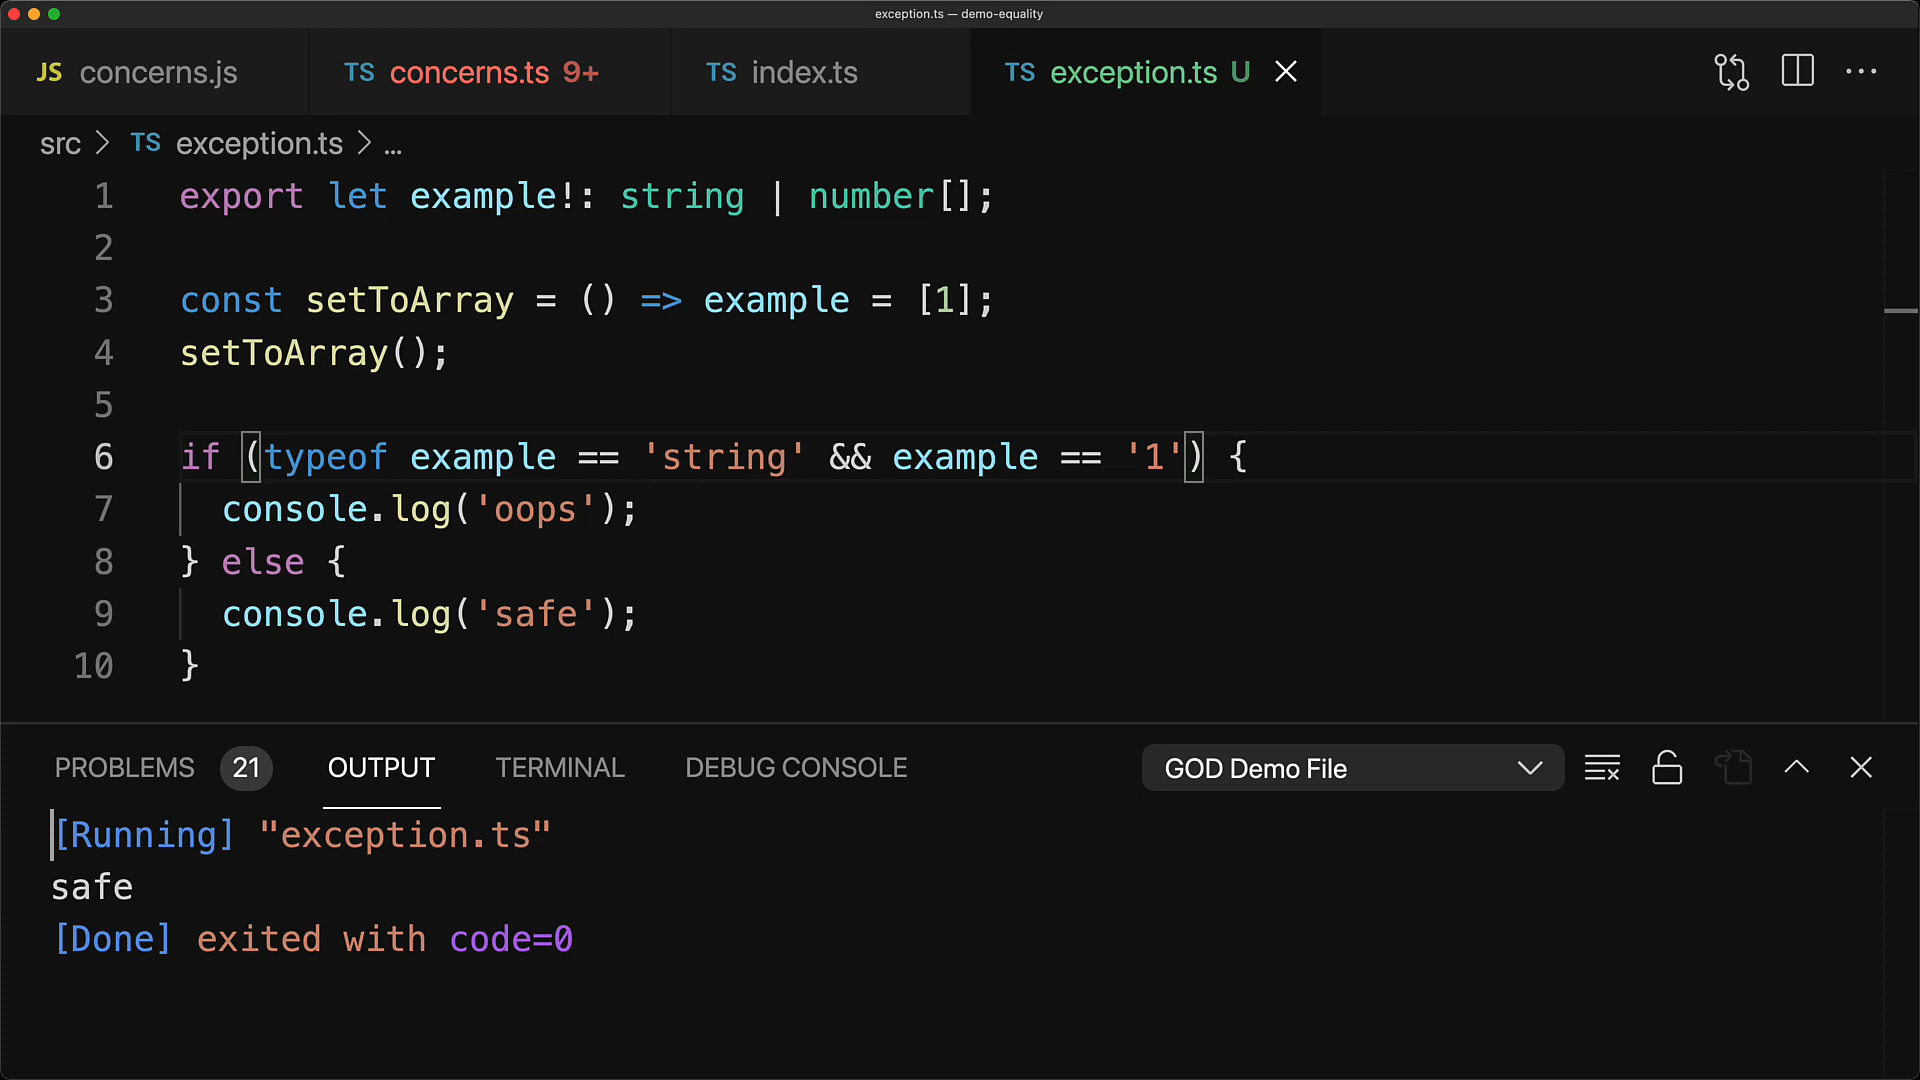 exception.ts — demo-equality
JS concerns.js TS concerns.ts 9+ TS index.ts TS exception.ts U
src > TS exception.ts > ...
1 export let example!: string | number[];
2
3 const setToArray = () => example = [1];
4 setToArray();
5
6 if (typeof example == 'string' && example == '1') {
7 console.log('oops');
8 } else {
9 console.log('safe');
10 }
PROBLEMS 21 OUTPUT TERMINAL DEBUG CONSOLE GOD Demo File
[Running] "exception.ts"
safe
[Done] exited with code=0